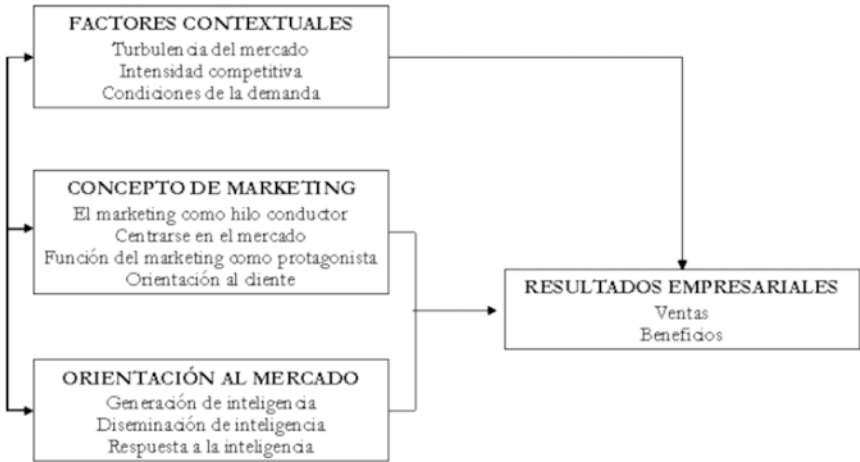 FACTORES CONTEXTUALES
Turbulencia del mercado
Intensidad competitiva
Condiciones de la demanda
CONCEPTO DE MARKETING
El marketing como hilo conductor
Centrarse en el mercado
Función del marketing como protagonista
Orientación al cliente
RESULTADOS EMPRESARIALES
Ventas
Beneficios
ORIENTACIÓN AL MERCADO
Generación de inteligencia
Diseminación de inteligencia
Respuesta a la inteligencia